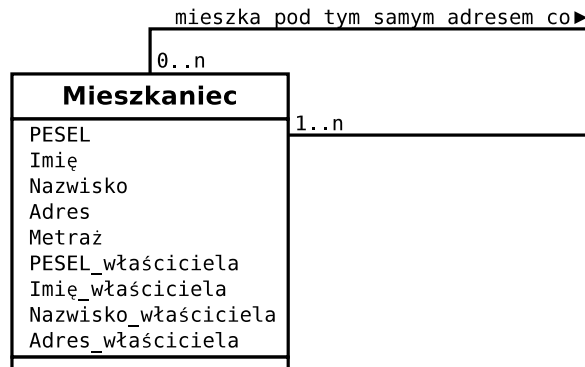 mieszka pod tym samym adresem co▶
0..n
Mieszkaniec
1..n
PESEL
Imię
Nazwisko
Adres
Metraż
PESEL_właściciela
Imię_właściciela
Nazwisko_właściciela
Adres_właściciela